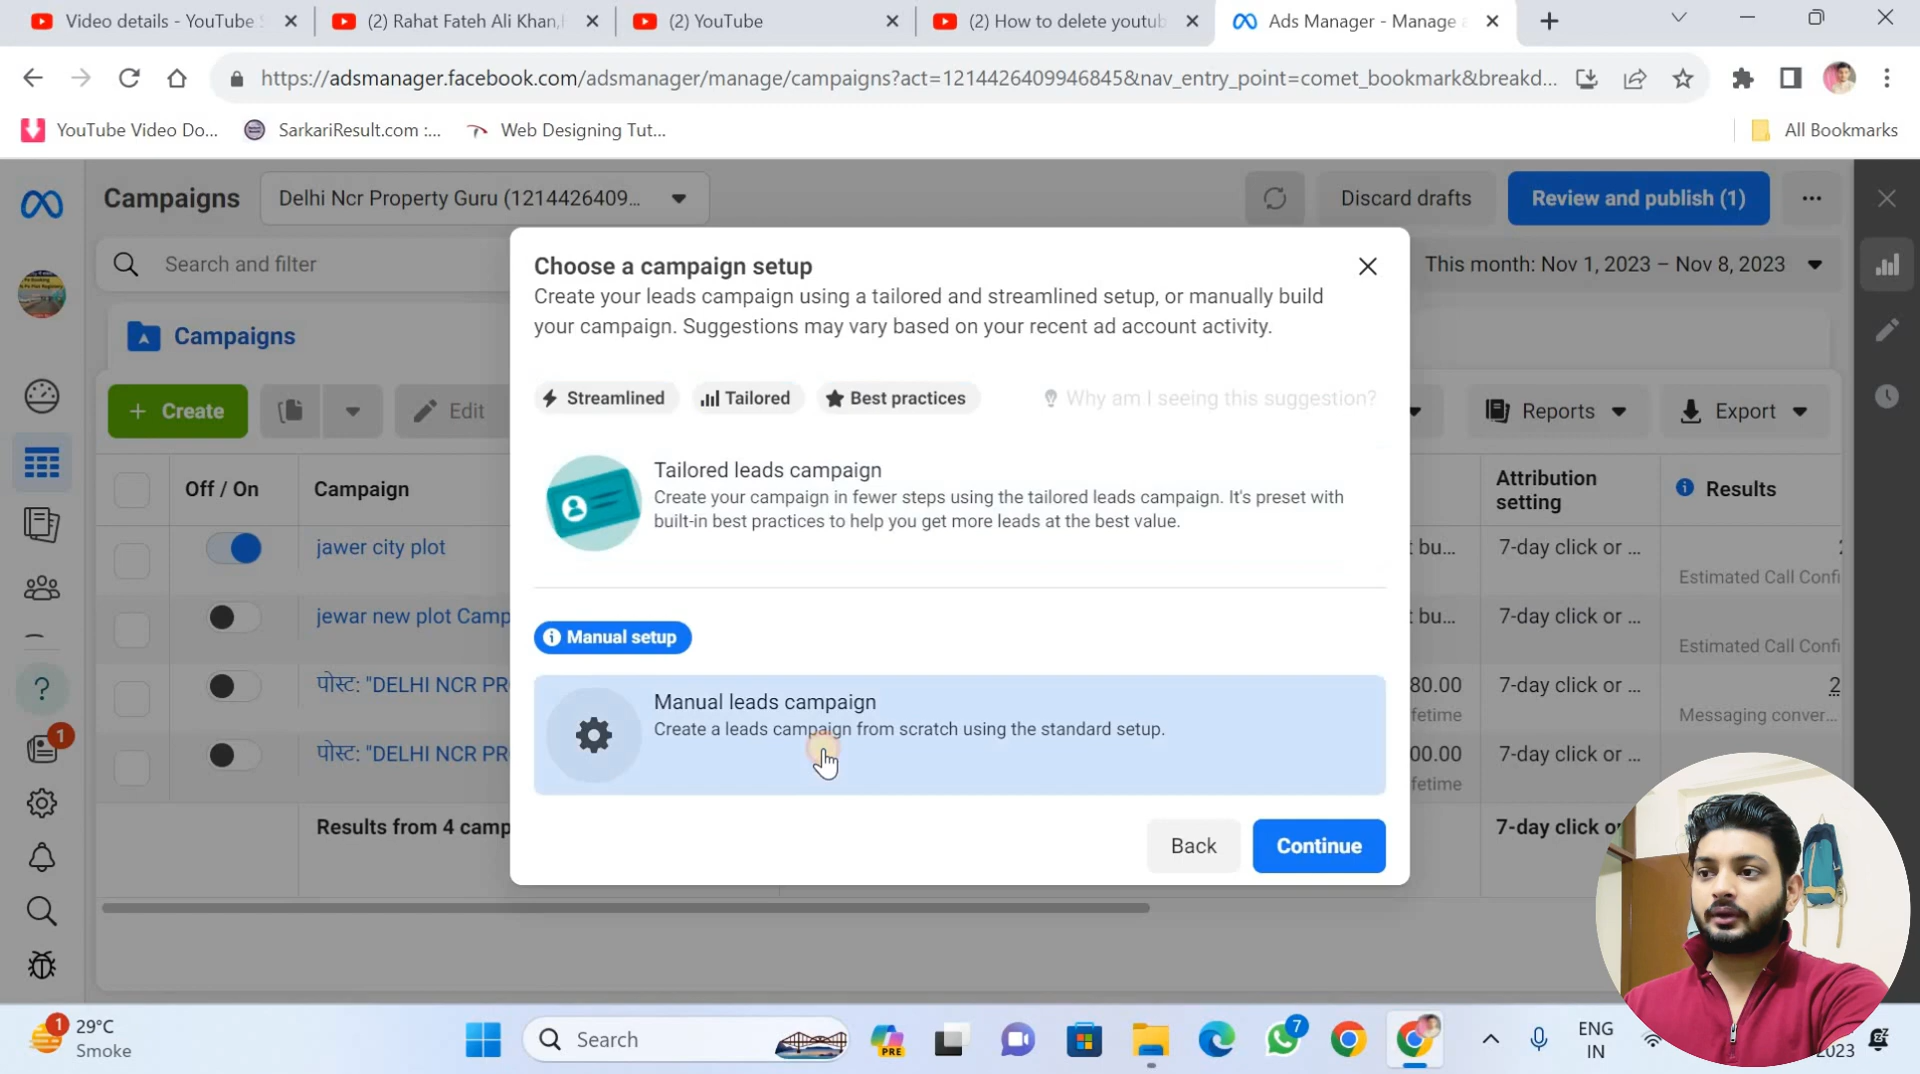 Video details - YouTube S
(2) Rahat Fateh Ali Khan,
(2) YouTube
(2) How to delete youtub
Ads Manager - Manage a
https://adsmanager.facebook.com/adsmanager/manage/campaigns?act=1214426409946845&nav_entry_point=comet_bookmark&breakd...
YouTube Video Do...
SarkariResult.com :...
Web Designing Tut...
All Bookmarks
Campaigns
Delhi Ncr Property Guru (1214426409...
Discard drafts
Review and publish (1)
Search and filter
This month: Nov 1, 2023 – Nov 8, 2023
Campaigns
Create
Edit
Reports
Export
Off / On
Campaign
Attribution setting
Results
jawer city plot
t bu...
7-day click or ...
Estimated Call Confi
jewar new plot Camp
t bu...
7-day click or ...
Estimated Call Confi
पोस्ट: "DELHI NCR PR
80.00
fetime
7-day click or ...
2
Messaging conver...
पोस्ट: "DELHI NCR PR
00.00
fetime
7-day click or ...
Results from 4 camp
7-day click o
Choose a campaign setup
Create your leads campaign using a tailored and streamlined setup, or manually build
your campaign. Suggestions may vary based on your recent ad account activity.
Streamlined
Tailored
Best practices
Why am I seeing this suggestion?
Tailored leads campaign
Create your campaign in fewer steps using the tailored leads campaign. It's preset with
built-in best practices to help you get more leads at the best value.
Manual setup
Manual leads campaign
Create a leads campaign from scratch using the standard setup.
Back
Continue
1
1
29°C
Smoke
Search
PRE
7
ENG
IN
2023